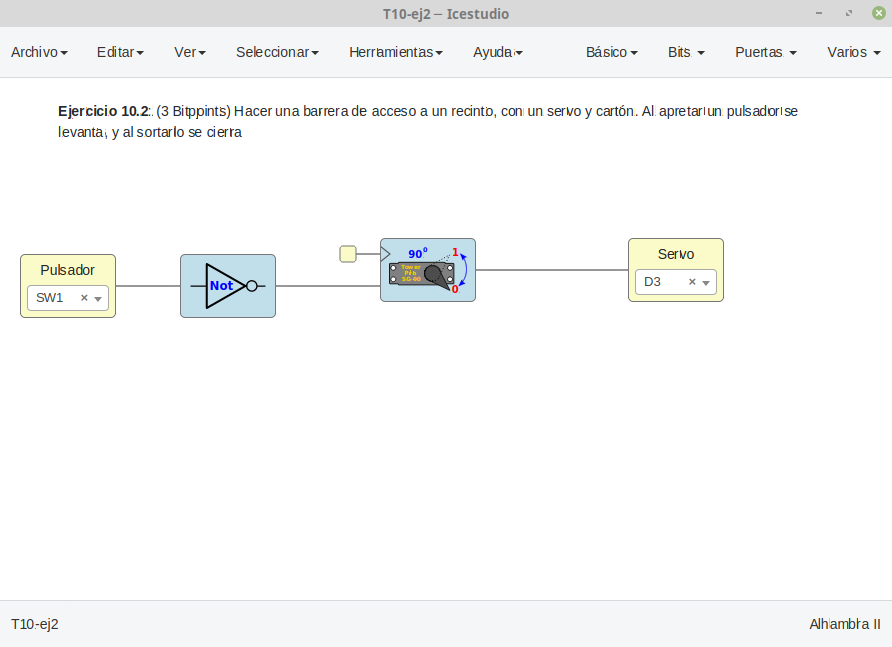 T10-ej2 – Icestudio
Archivo Editar Ver Seleccionar Herramientas Ayuda Básico Bits Puertas Varios
Ejercicio 10.2: (3 Bitppints) Hacer una barrera de acceso a un recinto, con un servo y cartón. Al apretar un pulsador se
levanta, y al sortarlo se cierra
Pulsador
SW1 ×
Not
90⁰ 1
Tower
Pro
SG-90
0
Servo
D3 ×
T10-ej2 Alhambra II